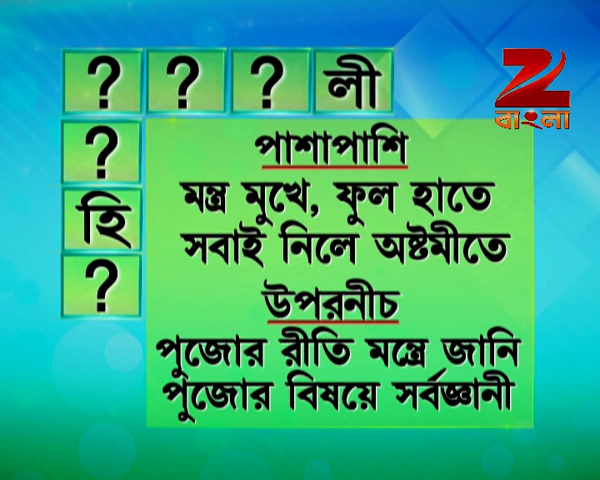 ? ? ? লী
?
হি
?
Z
বাংলা
পাশাপাশি
মন্ত্র মুখে, ফুল হাতে
সবাই নিলে অষ্টমীতে
উপরনীচ
পুজোর রীতি মন্ত্রে জানি
পুজোর বিষয়ে সর্বজ্ঞানী